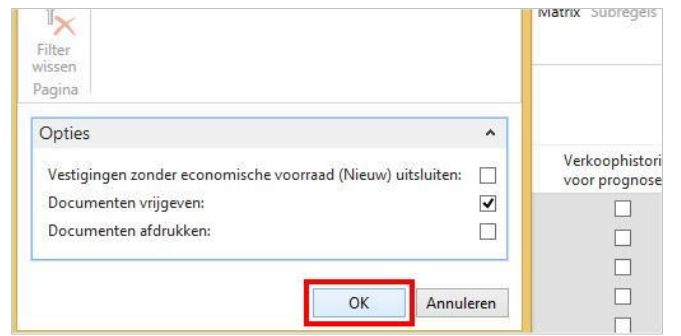 Matrix Subregels
Filter
wissen
Pagina
Opties
Vestigingen zonder economische voorraad (Nieuw) uitsluiten:
Documenten vrijgeven:
Documenten afdrukken:
OK Annuleren
Verkoophistori
voor prognose